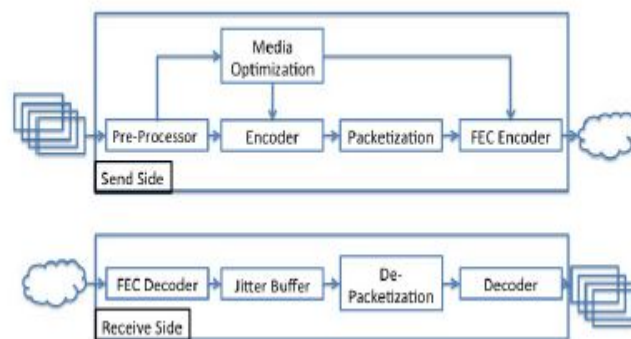 Media
Optimization
Pre-Processor
Encoder
Packetization
FEC Encoder
Send Side
FEC Decoder
Jitter Buffer
De-
Packetization
Decoder
Receive Side